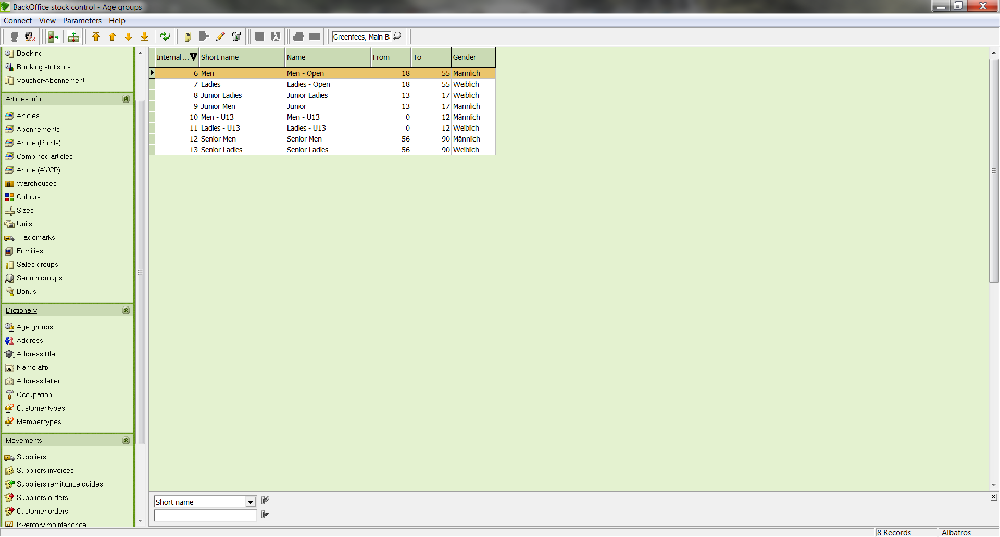 BackOffice stock control - Age groups
Connect View Parameters Help
Greenfees, Main Ba
Booking
Booking statistics
Voucher-Abonnement
Articles info
Articles
Abonnements
Article (Points)
Combined articles
Article (AYCP)
Warehouses
Colours
Sizes
Units
Trademarks
Families
Sales groups
Search groups
Bonus
Dictionary
Age groups
Address
Address title
Name affix
Address letter
Occupation
Customer types
Member types
Movements
Suppliers
Suppliers invoices
Suppliers remittance guides
Suppliers orders
Customer orders
Inventory maintenance
Internal ... 1 Short name Name From To Gender
6 Men Men - Open 18 55 Männlich
7 Ladies Ladies - Open 18 55 Weiblich
8 Junior Ladies Junior Ladies 13 17 Weiblich
9 Junior Men Junior 13 17 Männlich
10 Men - U13 Men - U13 0 12 Männlich
11 Ladies - U13 Ladies - U13 0 12 Weiblich
12 Senior Men Senior Men 56 90 Männlich
13 Senior Ladies Senior Ladies 56 90 Weiblich
Short name
8 Records Albatros